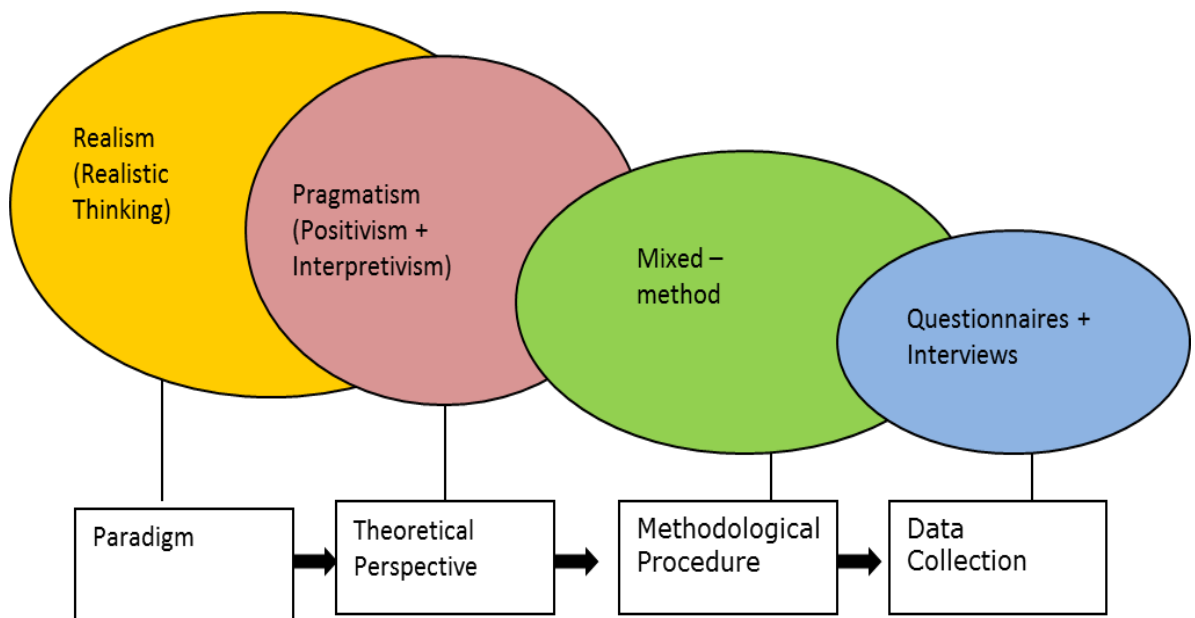 Realism
(Realistic
Thinking)
Pragmatism
(Positivism +
Interpretivism)
Mixed –
method
Questionnaires +
Interviews
Paradigm
Theoretical
Perspective
Methodological
Procedure
Data
Collection